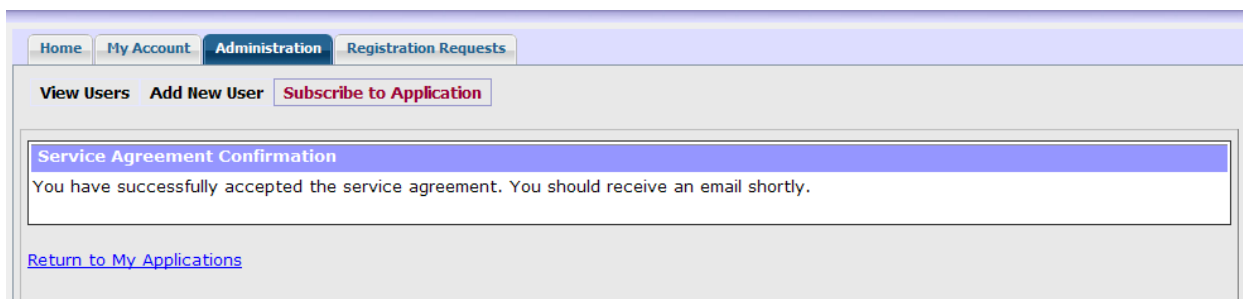 Home My Account Administration Registration Requests
View Users Add New User Subscribe to Application
Service Agreement Confirmation
You have successfully accepted the service agreement. You should receive an email shortly.
Return to My Applications